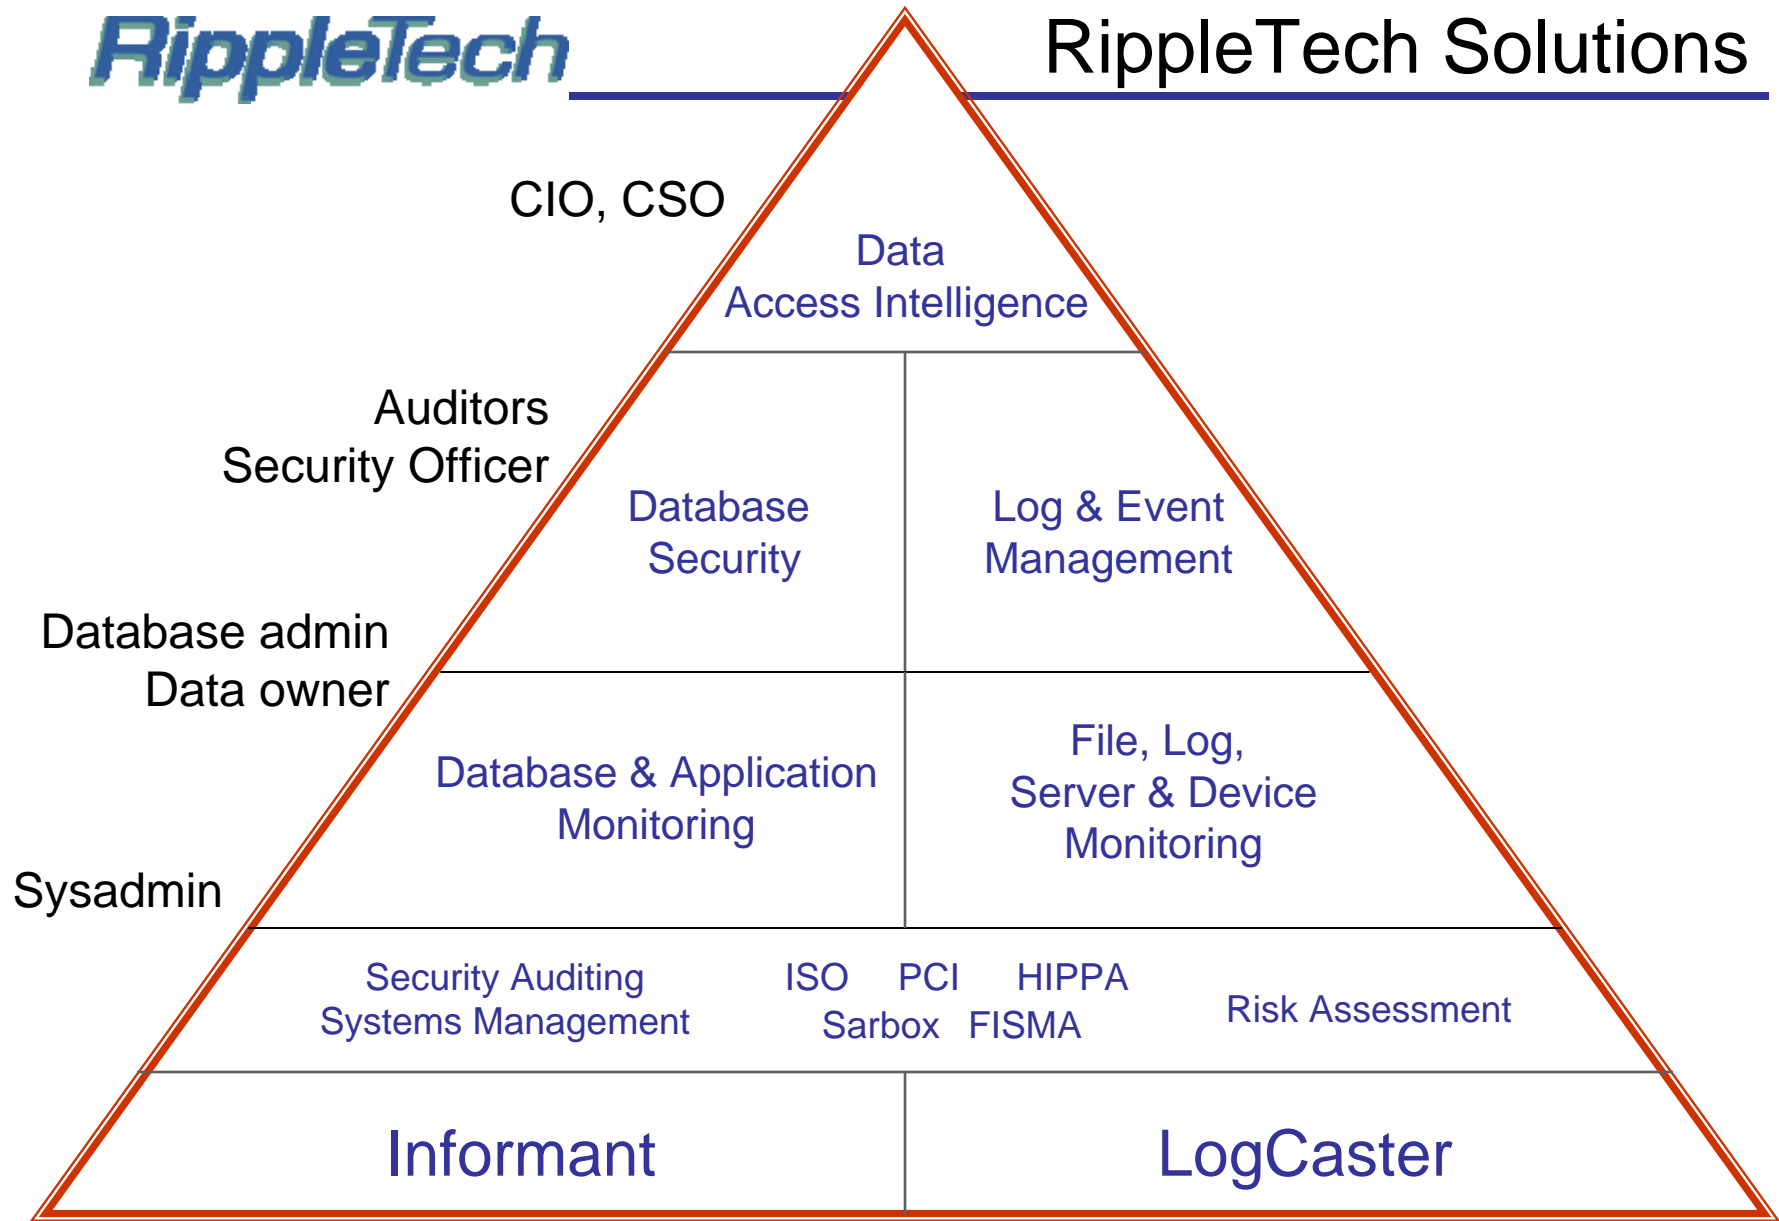 RippleTech
RippleTech Solutions
CIO, CSO
Data
Access Intelligence
Auditors
Security Officer
Database
Security
Log & Event
Management
Database admin
Data owner
Database & Application
Monitoring
File, Log,
Server & Device
Monitoring
Sysadmin
Security Auditing
Systems Management
ISO PCI HIPPA
Sarbox FISMA
Risk Assessment
Informant
LogCaster